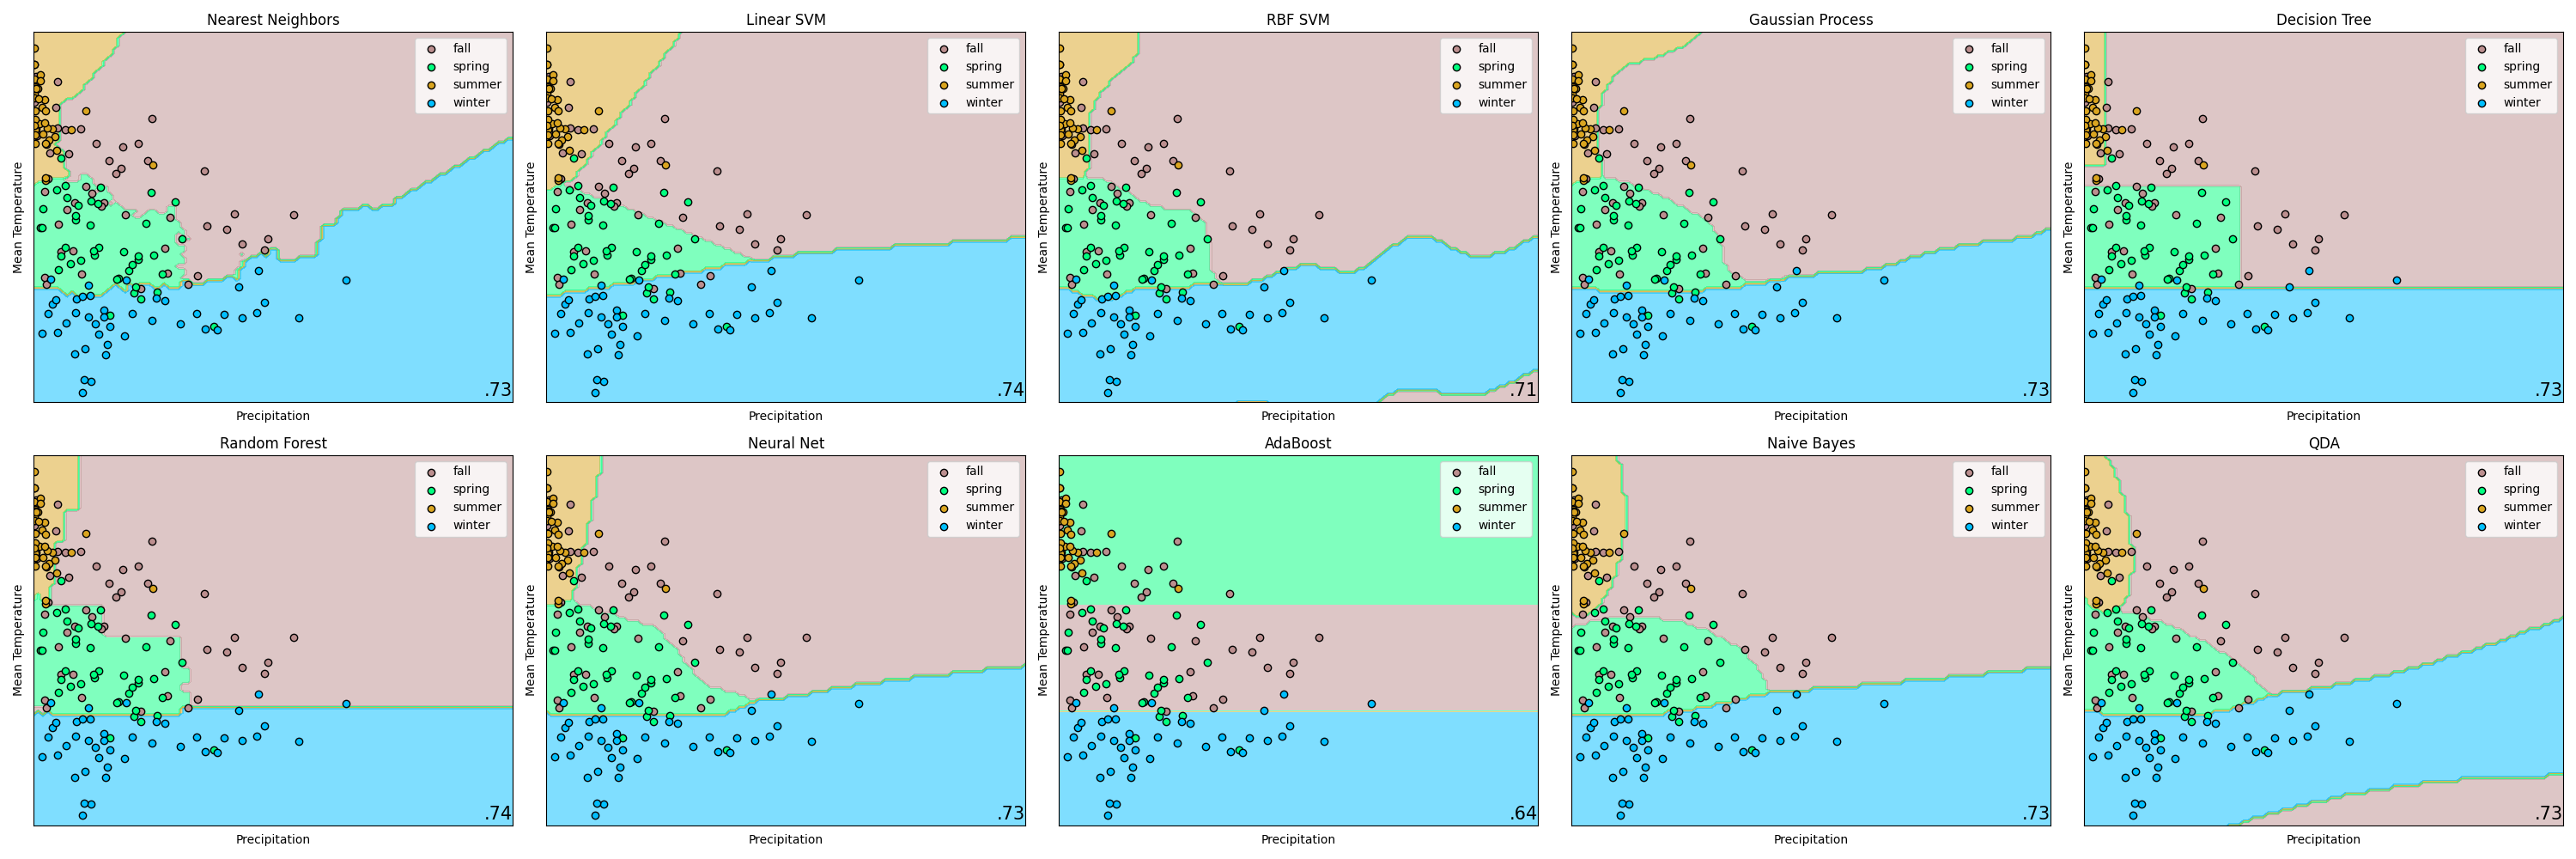 Nearest Neighbors
fall
spring
summer
winter
Mean Temperature
.73
Precipitation
Linear SVM
fall
spring
summer
winter
Mean Temperature
.74
Precipitation
RBF SVM
fall
spring
summer
winter
Mean Temperature
.71
Precipitation
Gaussian Process
fall
spring
summer
winter
Mean Temperature
.73
Precipitation
Decision Tree
fall
spring
summer
winter
Mean Temperature
.73
Precipitation
Random Forest
fall
spring
summer
winter
Mean Temperature
.74
Precipitation
Neural Net
fall
spring
summer
winter
Mean Temperature
.73
Precipitation
AdaBoost
fall
spring
summer
winter
Mean Temperature
.64
Precipitation
Naive Bayes
fall
spring
summer
winter
Mean Temperature
.73
Precipitation
QDA
fall
spring
summer
winter
Mean Temperature
.73
Precipitation